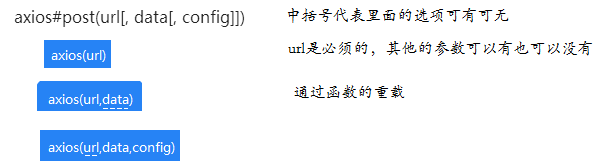 axios#post(url[, data[, config]])
中括号代表里面的选项可有可无
axios(url)
url是必须的，其他的参数可以有也可以没有
axios(url,data)
通过函数的重载
axios(url,data,config)